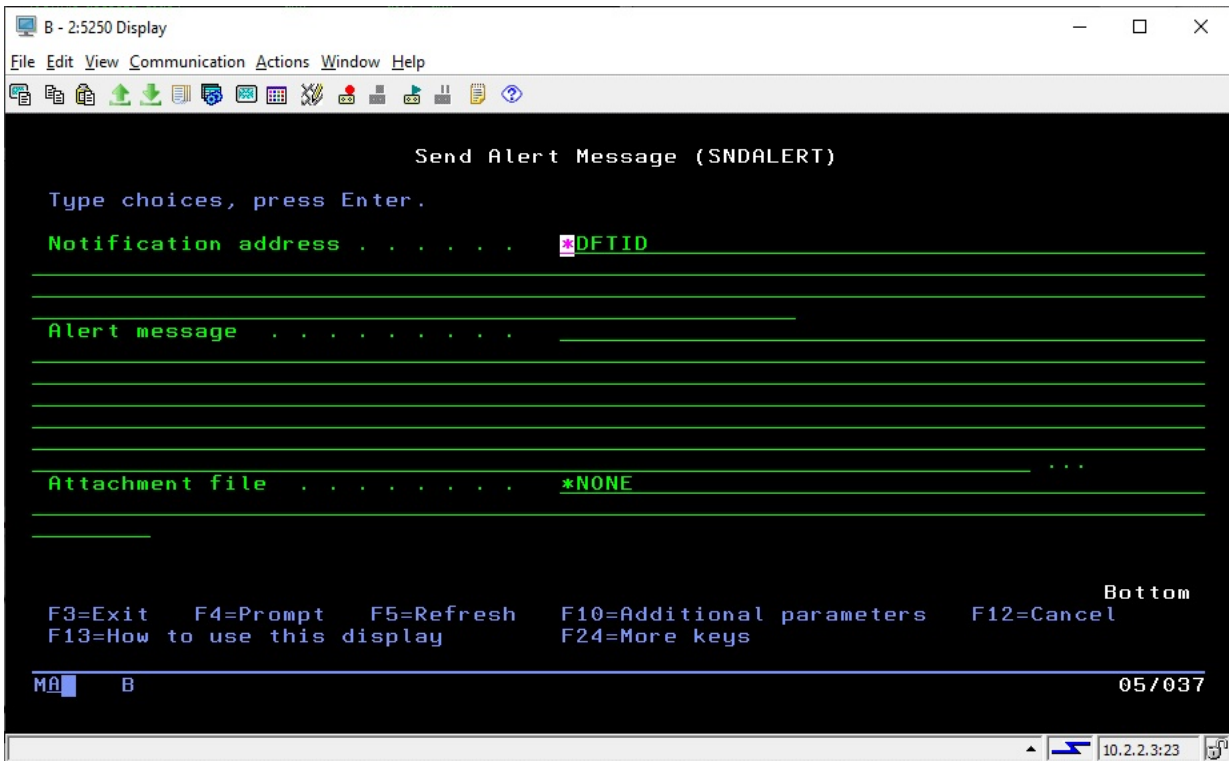 B - 2:5250 Display
File Edit View Communication Actions Window Help
Send Alert Message (SNDALERT)
Type choices, press Enter.
Notification address . . . . . . *DFTID
Alert message . . . . . . . . .
...
Attachment file . . . . . . . . *NONE
Bottom
F3=Exit F4=Prompt F5=Refresh F10=Additional parameters F12=Cancel
F13=How to use this display F24=More keys
MA B 05/037
10.2.2.3:23